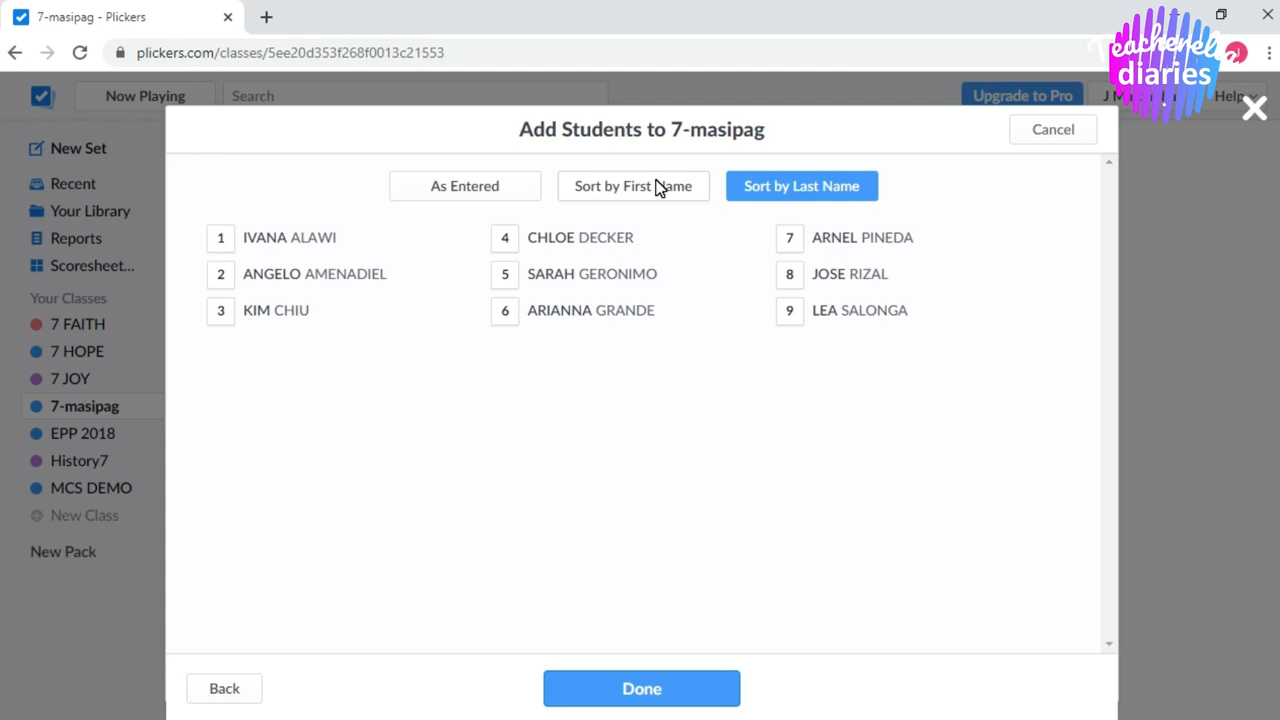 7-masipag - Plickers
plickers.com/classes/5ee20d353f268f0013c21553
Teacherella
diaries
Now Playing
Search
Upgrade to Pro
Help
New Set
Recent
Your Library
Reports
Scoresheet...
Your Classes
7 FAITH
7 HOPE
7 JOY
7-masipag
EPP 2018
History7
MCS DEMO
New Class
New Pack
Add Students to 7-masipag
Cancel
As Entered
Sort by First Name
Sort by Last Name
1 IVANA ALAWI
2 ANGELO AMENADIEL
3 KIM CHIU
4 CHLOE DECKER
5 SARAH GERONIMO
6 ARIANNA GRANDE
7 ARNEL PINEDA
8 JOSE RIZAL
9 LEA SALONGA
Back
Done